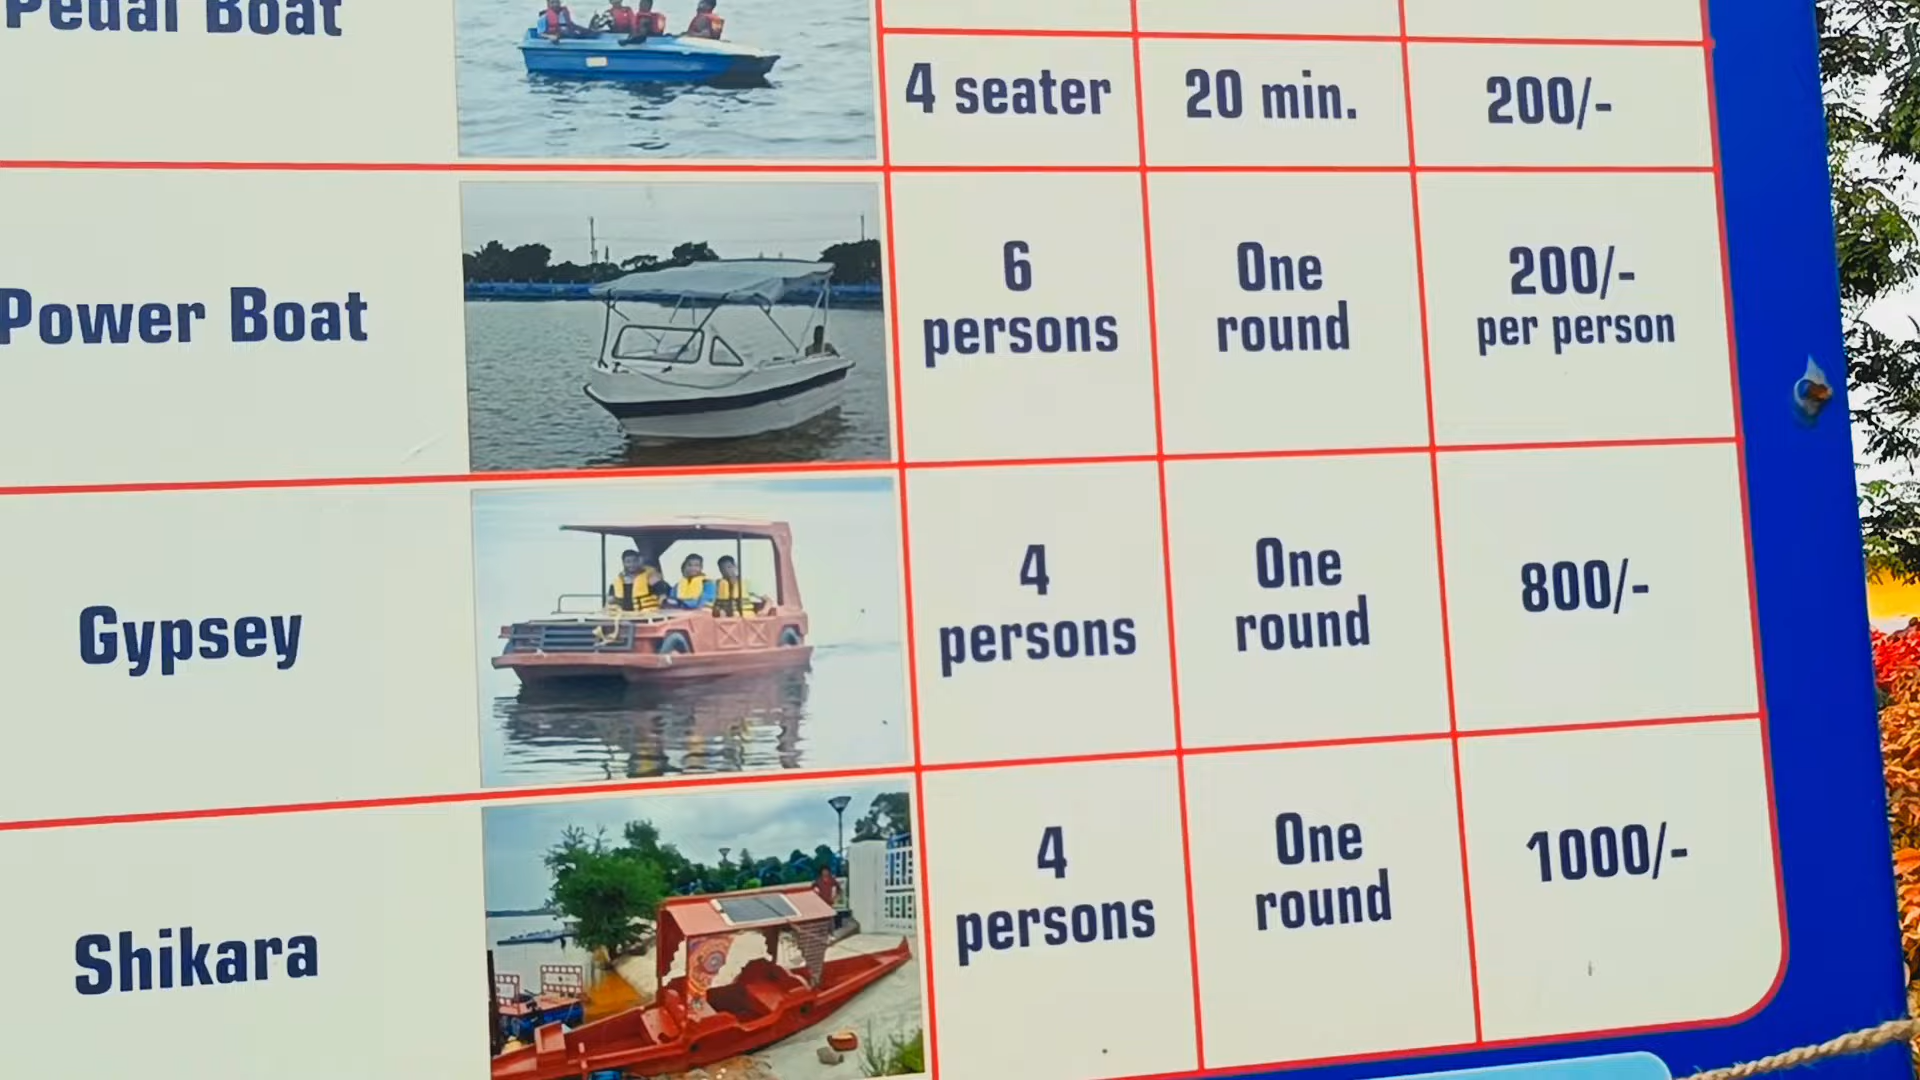 Pedal Boat
4 seater 20 min. 200/-
Power Boat
6
persons
One
round
200/-
per person
Gypsey
4
persons
One
round
800/-
Shikara
4
persons
One
round
1000/-